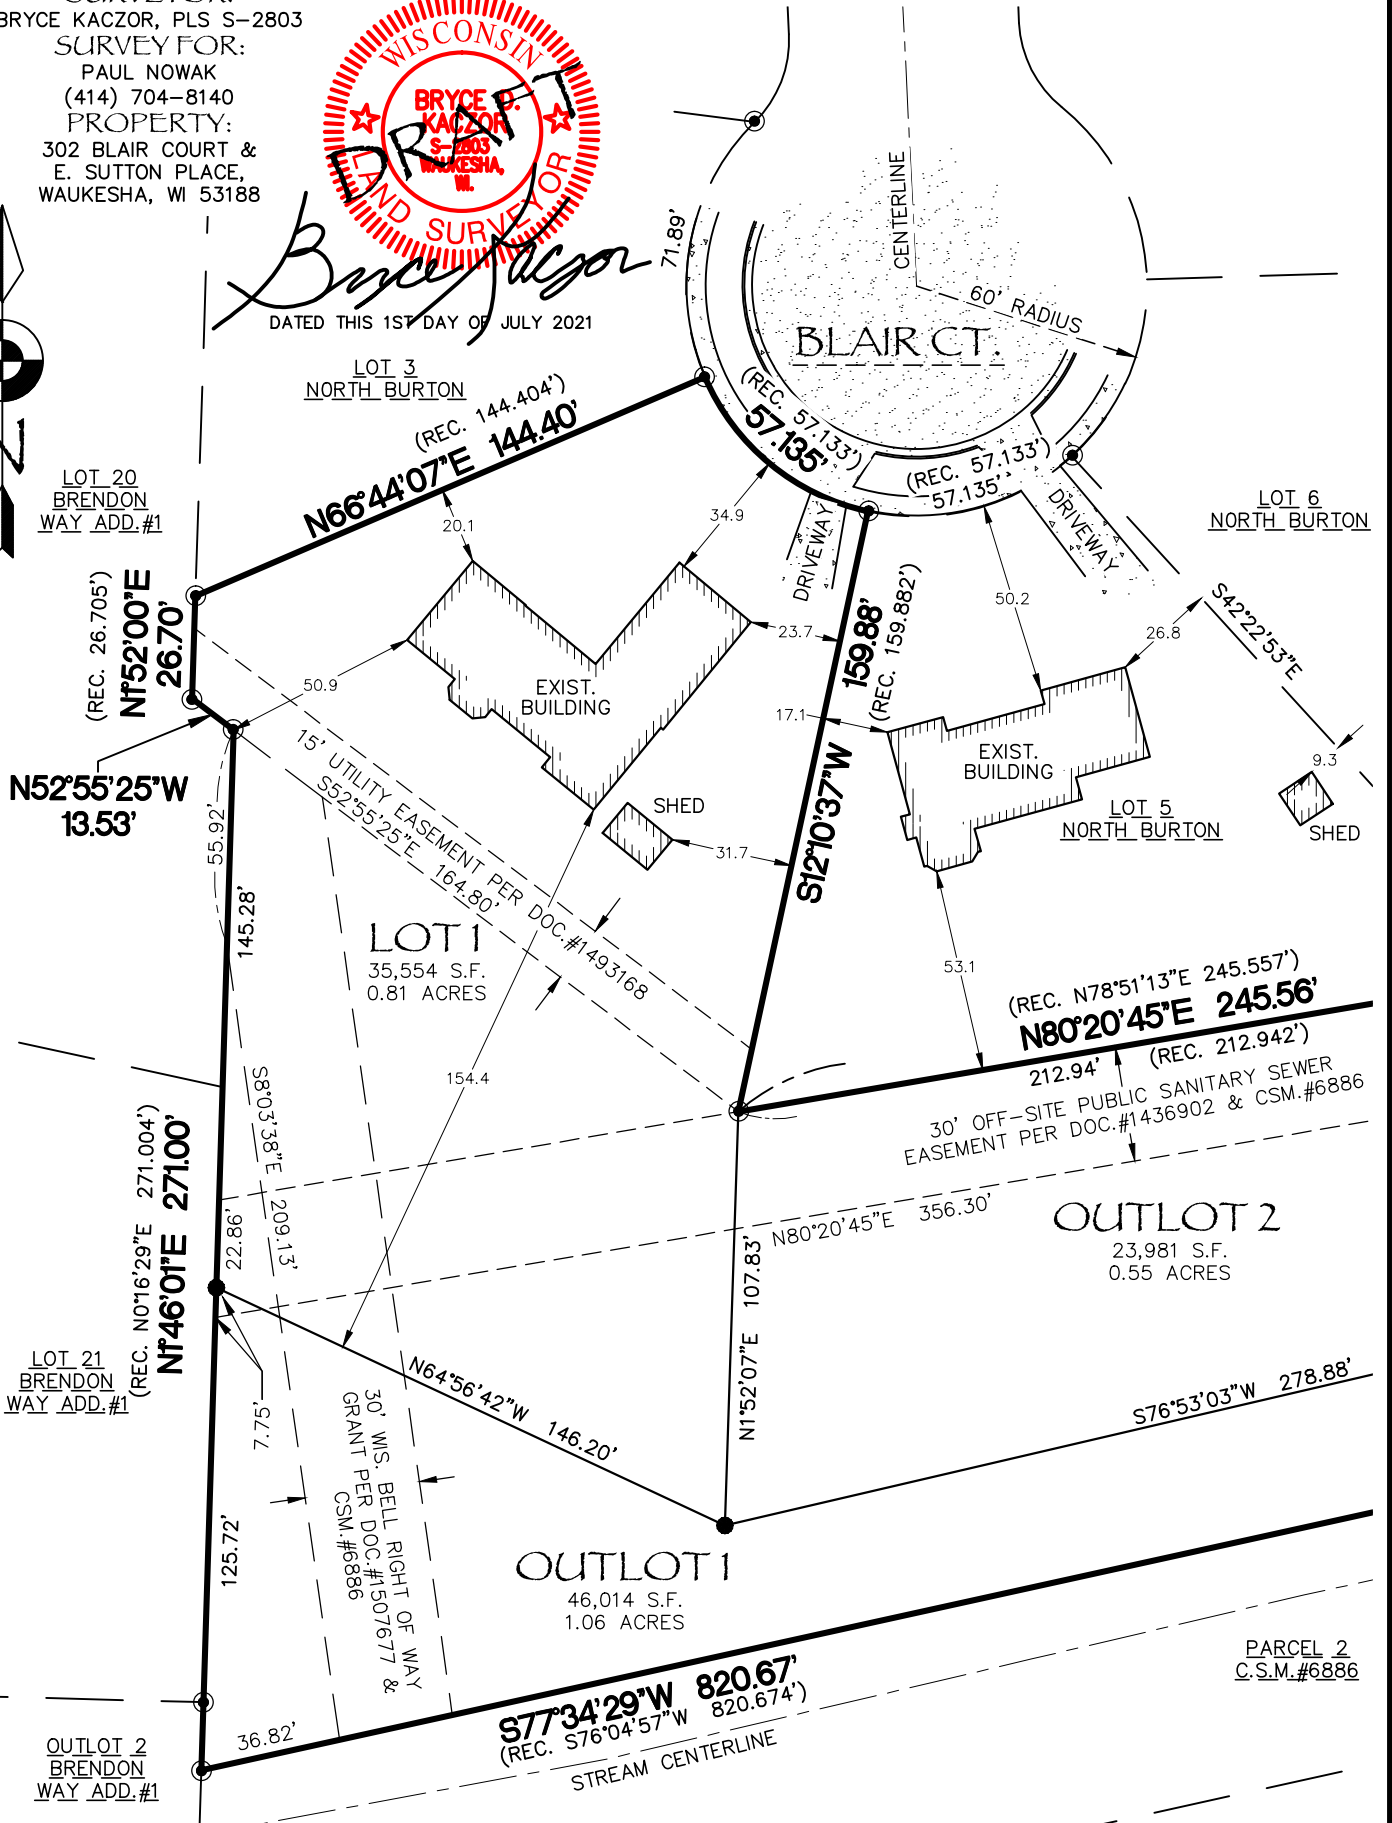 BRYCE KACZOR, PLS S-2803
SURVEY FOR:
PAUL NOWAK
(414) 704-8140
PROPERTY:
302 BLAIR COURT &
E. SUTTON PLACE,
WAUKESHA, WI 53188
WISCONSIN
BRYCE D.
KACZOR
S-2803
WAUKESHA,
WI.
LAND SURVEYOR
DRAFT
Bryce Kaczor
DATED THIS 1ST DAY OF JULY 2021
71.89'
CENTERLINE
60' RADIUS
BLAIR CT.
LOT 3
NORTH BURTON
(REC. 144.404')
N66°44'07"E 144.40'
(REC. 57.133')
57.135'
(REC. 57.133')
57.135'
LOT 20
BRENDON
WAY ADD.#1
LOT 6
NORTH BURTON
20.1
34.9
DRIVEWAY
DRIVEWAY
50.2
26.8
S42°22'53"E
(REC. 26.705')
N1°52'00"E
26.70'
23.7
159.88'
(REC. 159.882')
S12°10'37"W
50.9
EXIST.
BUILDING
17.1
EXIST.
BUILDING
9.3
SHED
N52°55'25"W
13.53'
15' UTILITY EASEMENT PER DOC.#1493168
S52°55'25"E 164.80'
SHED
31.7
LOT 5
NORTH BURTON
55.92'
145.28'
LOT 1
35,554 S.F.
0.81 ACRES
53.1
(REC. N78°51'13"E 245.557')
N80°20'45"E 245.56'
212.94'
(REC. 212.942')
30' OFF-SITE PUBLIC SANITARY SEWER
EASEMENT PER DOC.#1436902 & CSM.#6886
154.4
S8°03'38"E 209.13'
(REC. N0°16'29"E 271.004')
N1°46'01"E 271.00'
22.86'
N80°20'45"E 356.30'
OUTLOT 2
23,981 S.F.
0.55 ACRES
N1°52'07"E 107.83'
LOT 21
BRENDON
WAY ADD.#1
7.75'
N64°56'42"W 146.20'
S76°53'03"W 278.88'
30' WIS. BELL RIGHT OF WAY
GRANT PER DOC.#1507677 &
CSM.#6886
125.72'
OUTLOT 1
46,014 S.F.
1.06 ACRES
PARCEL 2
C.S.M.#6886
S77°34'29"W 820.67'
(REC. S76°04'57"W 820.674')
36.82'
STREAM CENTERLINE
OUTLOT 2
BRENDON
WAY ADD.#1